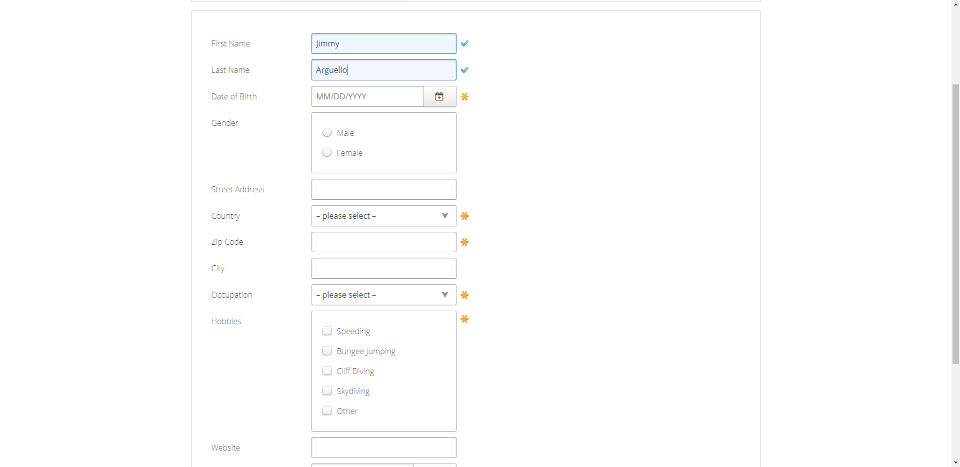 First Name
Jimmy
Last Name
Arguello
Date of Birth
MM/DD/YYYY
Gender
Male
Female
Street Address
Country
– please select –
Zip Code
City
Occupation
– please select –
Hobbies
Speeding
Bungee Jumping
Cliff Diving
Skydiving
Other
Website